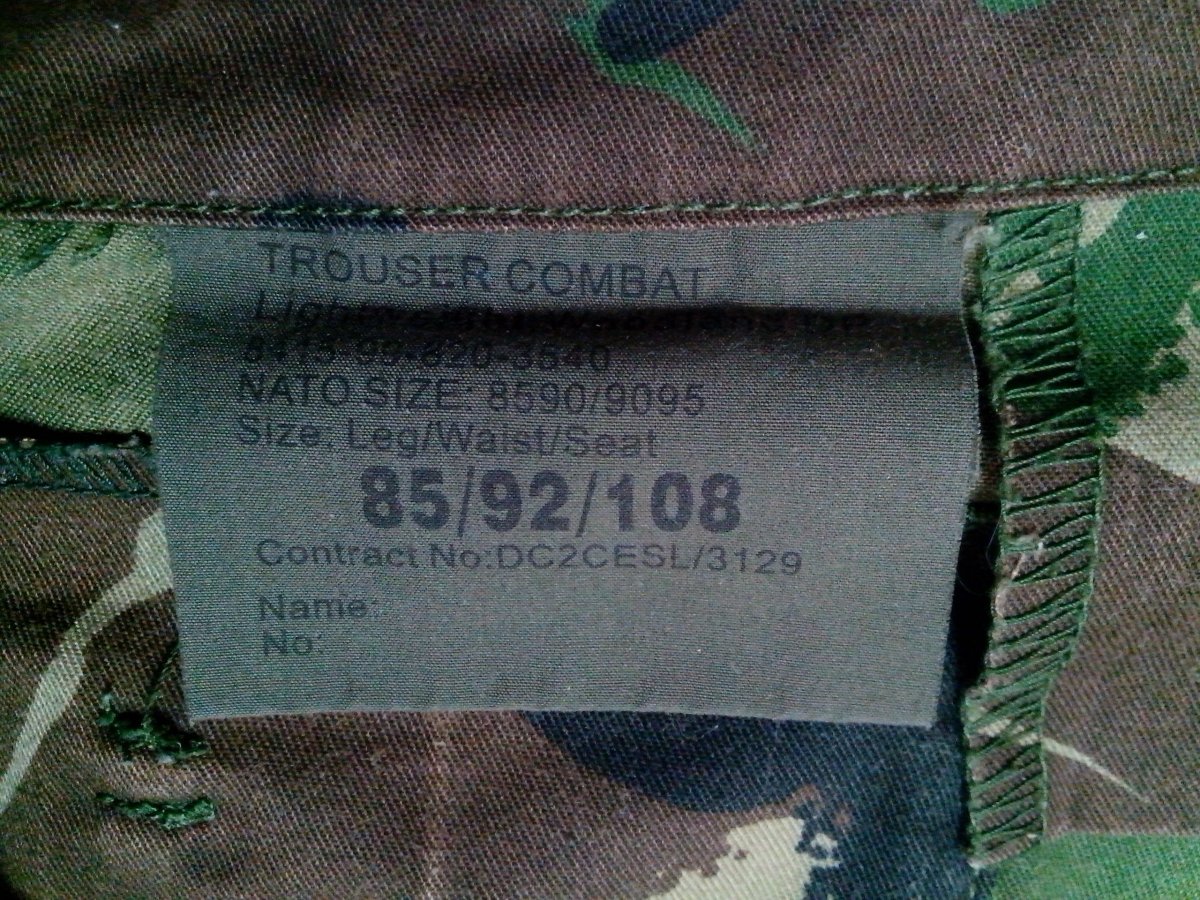 TROUSER COMBAT
NATO SIZE: 8590/9095
Size. Leg/Waist/Seat
85/92/108
Contract No:DC2CESL/3129
Name:
No: